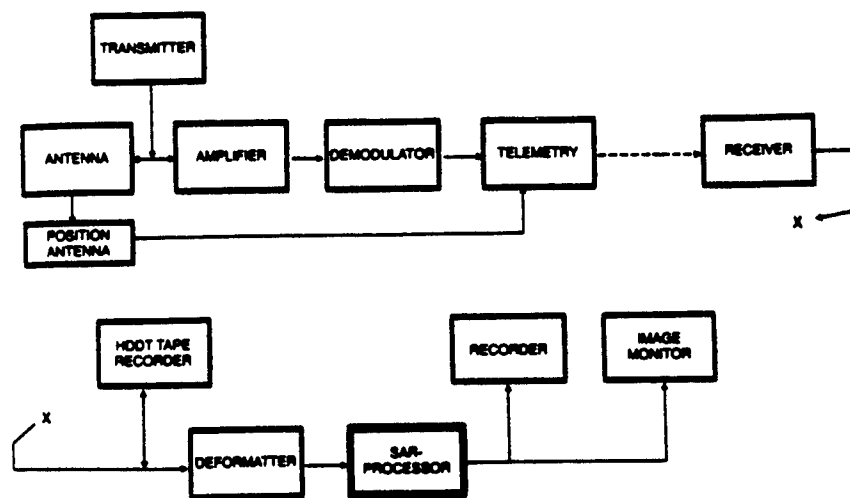 TRANSMITTER
ANTENNA
AMPLIFIER
DEMODULATOR
TELEMETRY
RECEIVER
POSITION
ANTENNA
X
HDDT TAPE
RECORDER
RECORDER
IMAGE
MONITOR
X
DEFORMATTER
SAR-
PROCESSOR